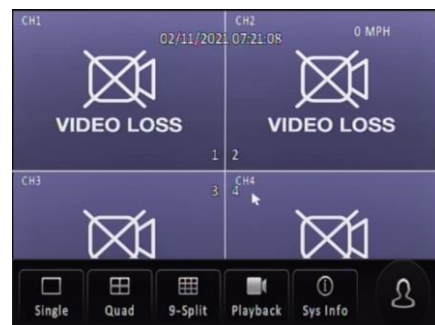 CH1
CH2
02/11/2021 07:21:08
0 MPH
VIDEO LOSS
VIDEO LOSS
1
2
CH3
3
4
CH4
Single
Quad
9-Split
Playback
Sys Info